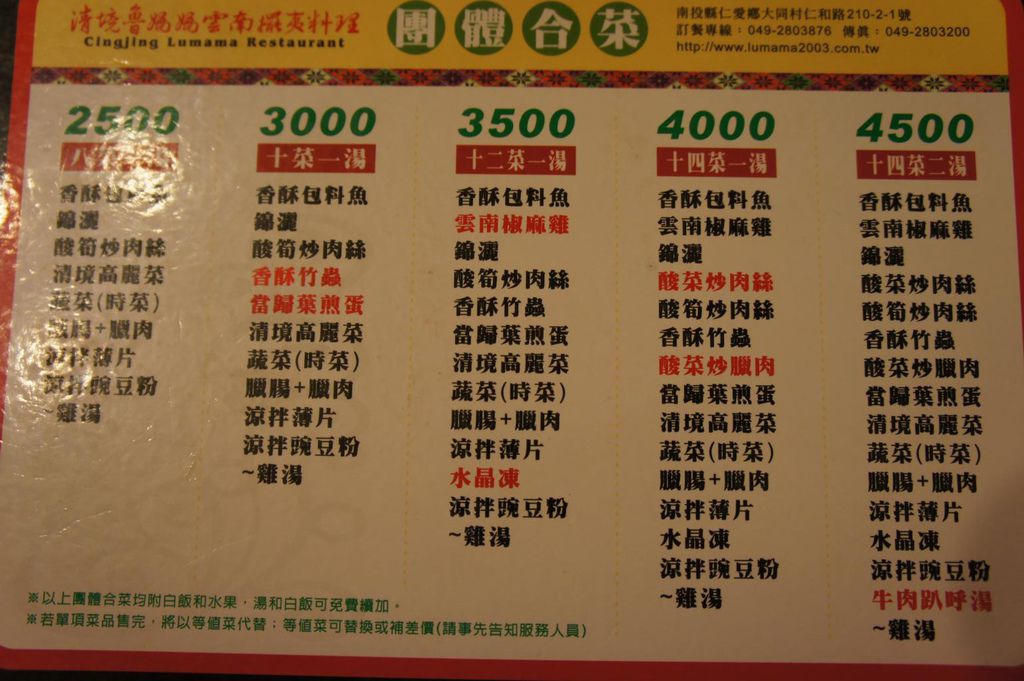 清境魯媽媽雲南擺夷料理
Cingjing Lumama Restaurant
團體合菜
南投縣仁愛鄉大同村仁和路210-2-1號
訂餐專線：049-2803876 傳真：049-2803200
http://www.lumama2003.com.tw
2500
八菜一湯
香酥包料魚
錦灑
酸筍炒肉絲
清境高麗菜
蔬菜(時菜)
臘腸+臘肉
涼拌薄片
涼拌豌豆粉
~雞湯
3000
十菜一湯
香酥包料魚
錦灑
酸筍炒肉絲
香酥竹蟲
當歸葉煎蛋
清境高麗菜
蔬菜(時菜)
臘腸+臘肉
涼拌薄片
涼拌豌豆粉
~雞湯
3500
十二菜一湯
香酥包料魚
雲南椒麻雞
錦灑
酸筍炒肉絲
香酥竹蟲
當歸葉煎蛋
清境高麗菜
蔬菜(時菜)
臘腸+臘肉
涼拌薄片
水晶凍
涼拌豌豆粉
~雞湯
4000
十四菜一湯
香酥包料魚
雲南椒麻雞
錦灑
酸菜炒肉絲
酸筍炒肉絲
香酥竹蟲
酸菜炒臘肉
當歸葉煎蛋
清境高麗菜
蔬菜(時菜)
臘腸+臘肉
涼拌薄片
水晶凍
涼拌豌豆粉
~雞湯
4500
十四菜二湯
香酥包料魚
雲南椒麻雞
錦灑
酸菜炒肉絲
酸筍炒肉絲
香酥竹蟲
酸菜炒臘肉
當歸葉煎蛋
清境高麗菜
蔬菜(時菜)
臘腸+臘肉
涼拌薄片
水晶凍
涼拌豌豆粉
牛肉趴呼湯
~雞湯
※以上團體合菜均附白飯和水果，湯和白飯可免費續加。
※若單項菜品售完，將以等值菜代替；等值菜可替換或補差價(請事先告知服務人員)